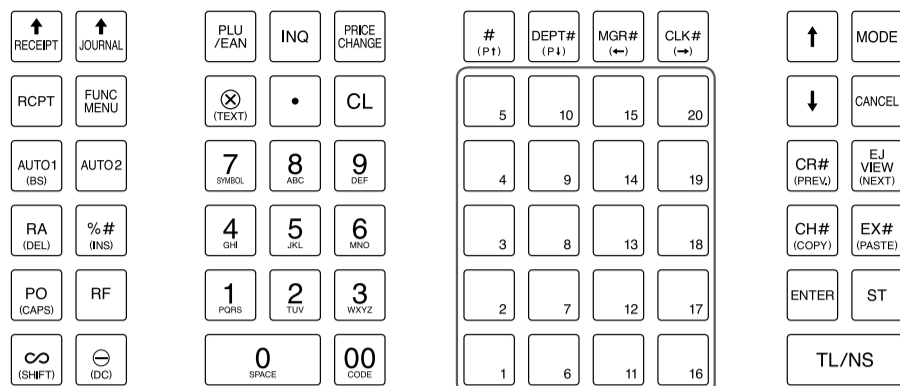 RECEIPT
JOURNAL
PLU
/EAN
INQ
PRICE
CHANGE
#
(P↑)
DEPT#
(P↓)
MGR#
(←)
CLK#
(→)
↑
MODE
RCPT
FUNC
MENU
⊗
(TEXT)
•
CL
5
10
15
20
↓
CANCEL
AUTO1
(BS)
AUTO2
7
SYMBOL
8
ABC
9
DEF
4
9
14
19
CR#
(PREV.)
EJ
VIEW
(NEXT)
RA
(DEL)
%#
(INS)
4
GHI
5
JKL
6
MNO
3
8
13
18
CH#
(COPY)
EX#
(PASTE)
PO
(CAPS)
RF
1
PQRS
2
TUV
3
WXYZ
2
7
12
17
ENTER
ST
∞
(SHIFT)
⊖
(DC)
0
SPACE
00
CODE
1
6
11
16
TL/NS